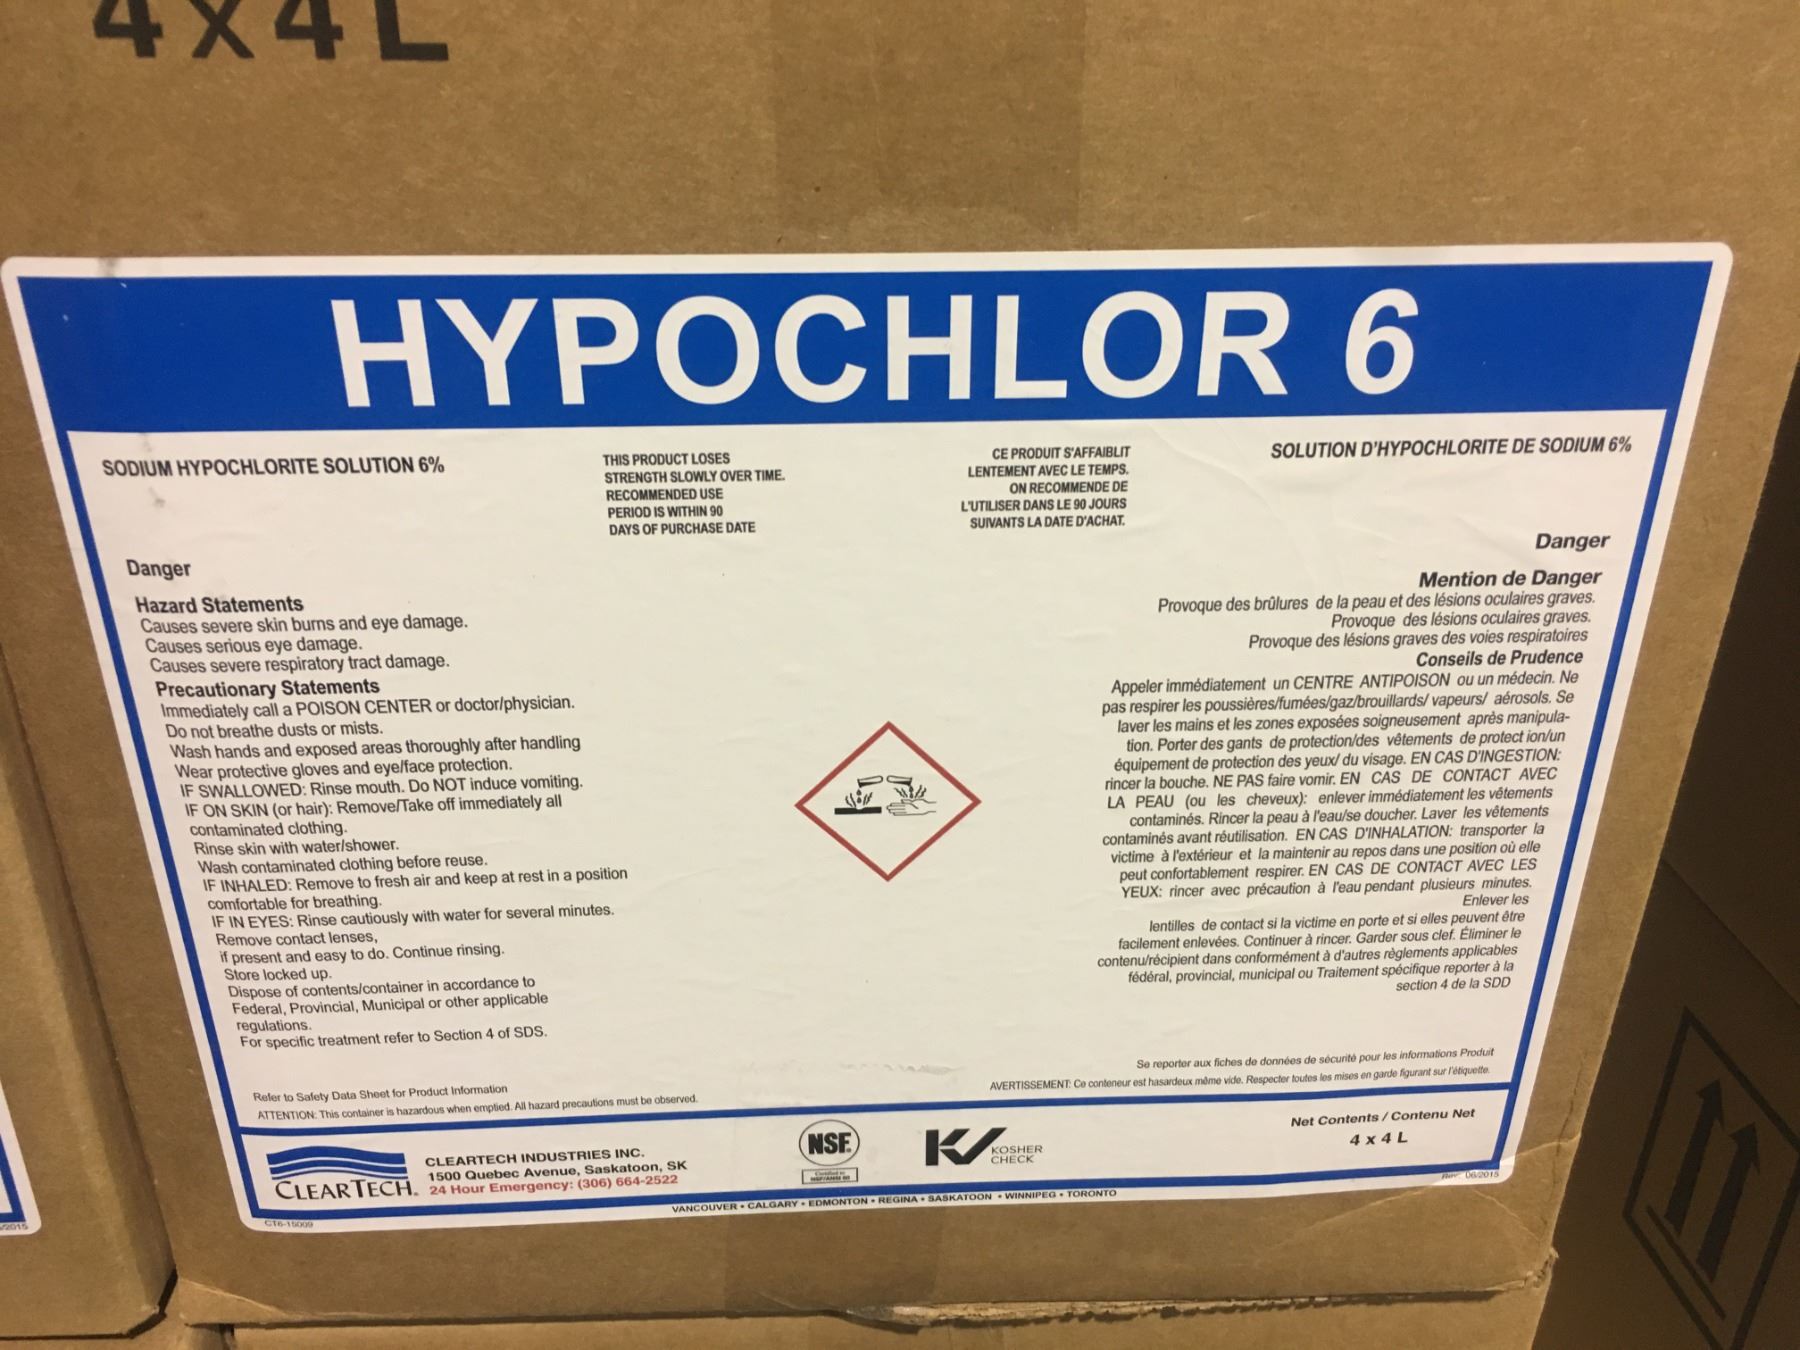 4x4L
HYPOCHLOR 6
SODIUM HYPOCHLORITE SOLUTION 6%
THIS PRODUCT LOSES
STRENGTH SLOWLY OVER TIME.
RECOMMENDED USE
PERIOD IS WITHIN 90
DAYS OF PURCHASE DATE
CE PRODUIT S'AFFAIBLIT
LENTEMENT AVEC LE TEMPS.
ON RECOMMENDE DE
L'UTILISER DANS LE 90 JOURS
SUIVANTS LA DATE D'ACHAT.
SOLUTION D'HYPOCHLORITE DE SODIUM 6%
Danger
Hazard Statements
Causes severe skin burns and eye damage.
Causes serious eye damage.
Causes severe respiratory tract damage.
Precautionary Statements
Immediately call a POISON CENTER or doctor/physician.
Do not breathe dusts or mists.
Wash hands and exposed areas thoroughly after handling
Wear protective gloves and eye/face protection.
IF SWALLOWED: Rinse mouth. Do NOT induce vomiting.
IF ON SKIN (or hair): Remove/Take off immediately all
contaminated clothing.
Rinse skin with water/shower.
Wash contaminated clothing before reuse.
IF INHALED: Remove to fresh air and keep at rest in a position
comfortable for breathing.
IF IN EYES: Rinse cautiously with water for several minutes.
Remove contact lenses,
if present and easy to do. Continue rinsing.
Store locked up.
Dispose of contents/container in accordance to
Federal, Provincial, Municipal or other applicable
regulations.
For specific treatment refer to Section 4 of SDS.
Danger
Mention de Danger
Provoque des brûlures de la peau et des lésions oculaires graves.
Provoque des lésions oculaires graves.
Provoque des lésions graves des voies respiratoires
Conseils de Prudence
Appeler immédiatement un CENTRE ANTIPOISON ou un médecin. Ne
pas respirer les poussières/fumées/gaz/brouillards/ vapeurs/ aérosols. Se
laver les mains et les zones exposées soigneusement après manipula-
tion. Porter des gants de protection/des vêtements de protect ion/un
équipement de protection des yeux/ du visage. EN CAS D'INGESTION:
rincer la bouche. NE PAS faire vomir. EN CAS DE CONTACT AVEC
LA PEAU (ou les cheveux): enlever immédiatement les vêtements
contaminés. Rincer la peau à l'eau/se doucher. Laver les vêtements
contaminés avant réutilisation. EN CAS D'INHALATION: transporter la
victime à l'extérieur et la maintenir au repos dans une position où elle
peut confortablement respirer. EN CAS DE CONTACT AVEC LES
YEUX: rincer avec précaution à l'eau pendant plusieurs minutes.
Enlever les
lentilles de contact si la victime en porte et si elles peuvent être
facilement enlevées. Continuer à rincer. Garder sous clef. Éliminer le
contenu/récipient dans conformément à d'autres règlements applicables
fédéral, provincial, municipal ou Traitement spécifique reporter à la
section 4 de la SDD
Refer to Safety Data Sheet for Product Information
ATTENTION: This container is hazardous when emptied. All hazard precautions must be observed.
Se reporter aux fiches de données de sécurité pour les informations Produit
AVERTISSEMENT: Ce conteneur est hasardeux même vide. Respecter toutes les mises en garde figurant sur l'étiquette.
CLEARTECH.
CLEARTECH INDUSTRIES INC.
1500 Quebec Avenue, Saskatoon, SK
24 Hour Emergency: (306) 664-2522
NSF.
Certified to
NSF/ANSI 60
KOSHER
CHECK
Net Contents / Contenu Net
4 x 4 L
Rev: 06/2015
VANCOUVER • CALGARY • EDMONTON • REGINA • SASKATOON • WINNIPEG • TORONTO
CT6-15009
/2015